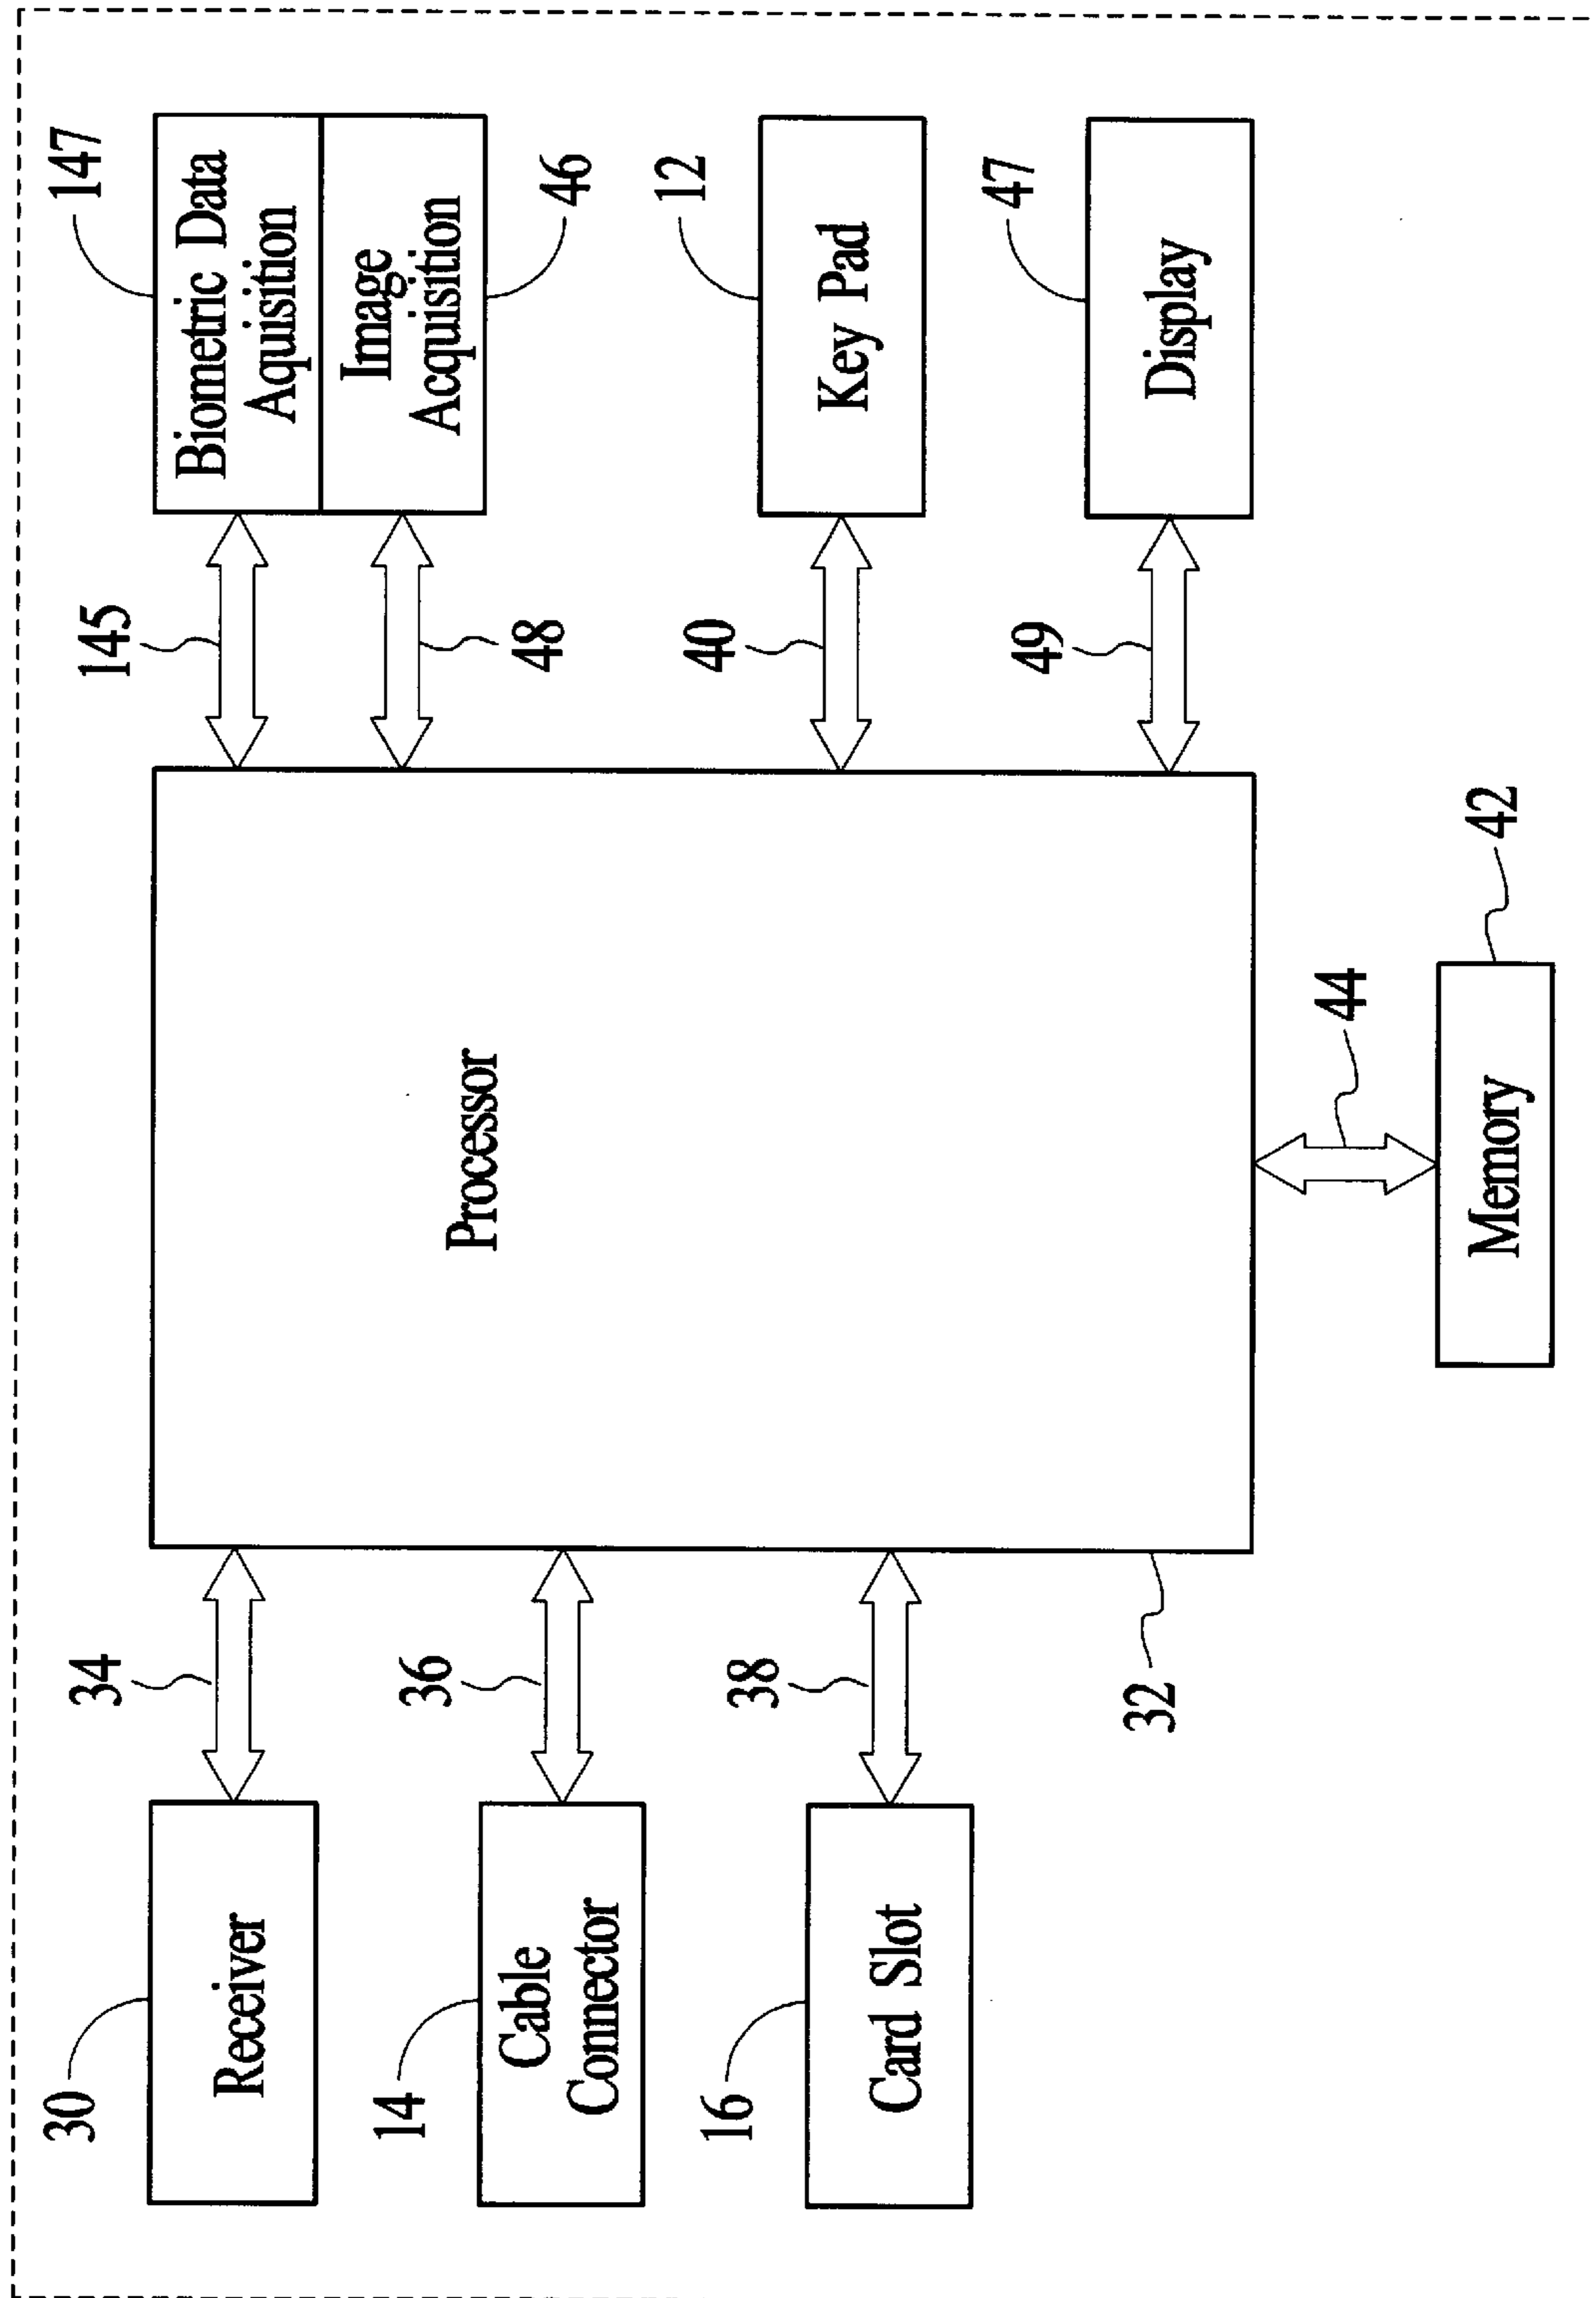 30
Receiver
34
14
Cable
Connector
36
16
Card Slot
38
32
Processor
145
147
Biometric Data
Aquisition
Image
Acquisition
46
48
12
Key Pad
40
47
Display
49
44
42
Memory